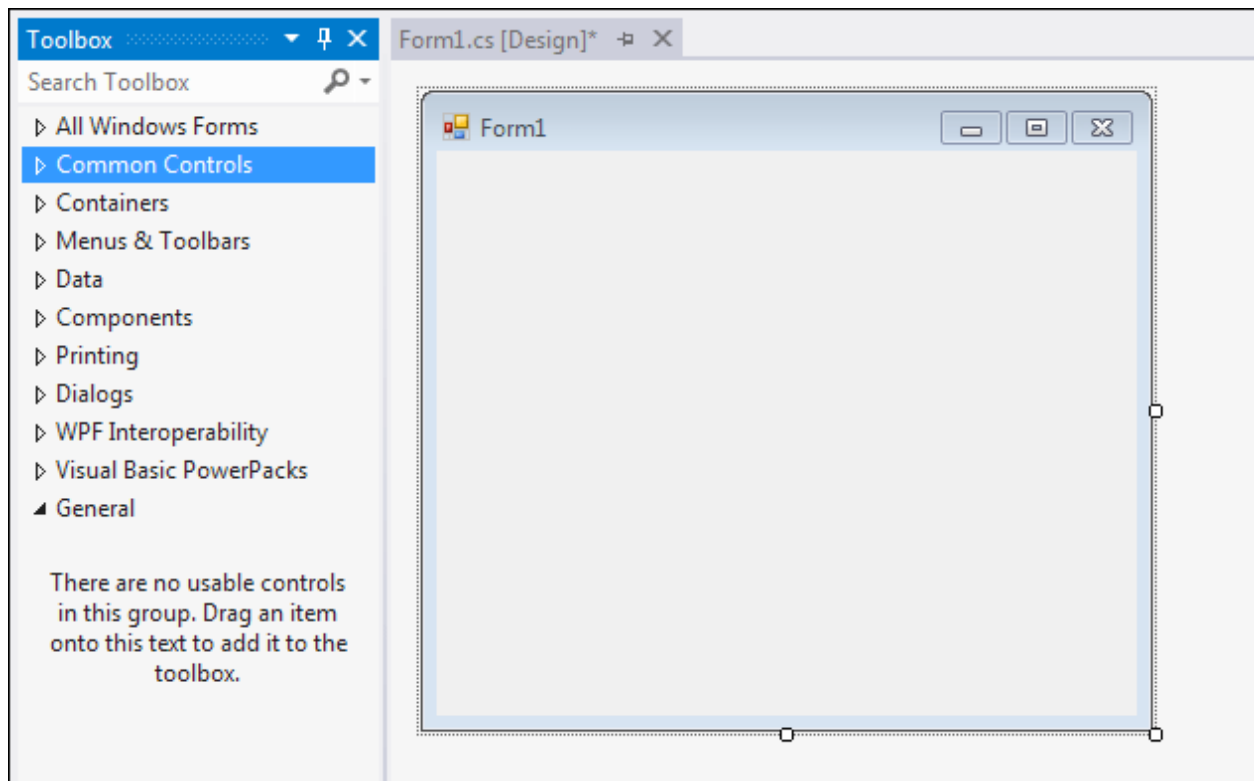 Toolbox
Form1.cs [Design]*
Search Toolbox
All Windows Forms
Common Controls
Containers
Menus & Toolbars
Data
Components
Printing
Dialogs
WPF Interoperability
Visual Basic PowerPacks
General
There are no usable controls
in this group. Drag an item
onto this text to add it to the
toolbox.
Form1